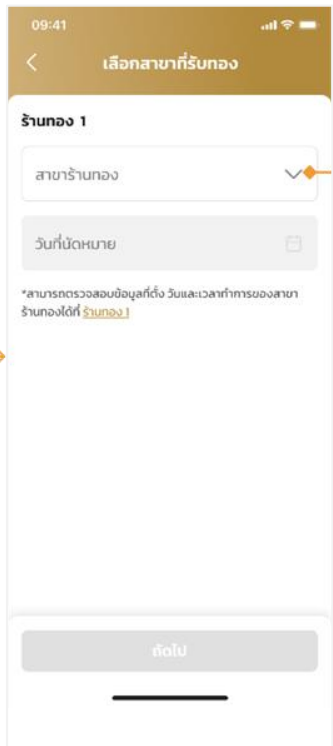 09:41
เลือกสาขาที่รับทอง
ร้านทอง 1
สาขาร้านทอง
วันที่นัดหมาย
*สามารถตรวจสอบข้อมูลที่ตั้ง วันและเวลาทำการของสาขา
ร้านทองได้ที่ ร้านทอง 1
ถัดไป